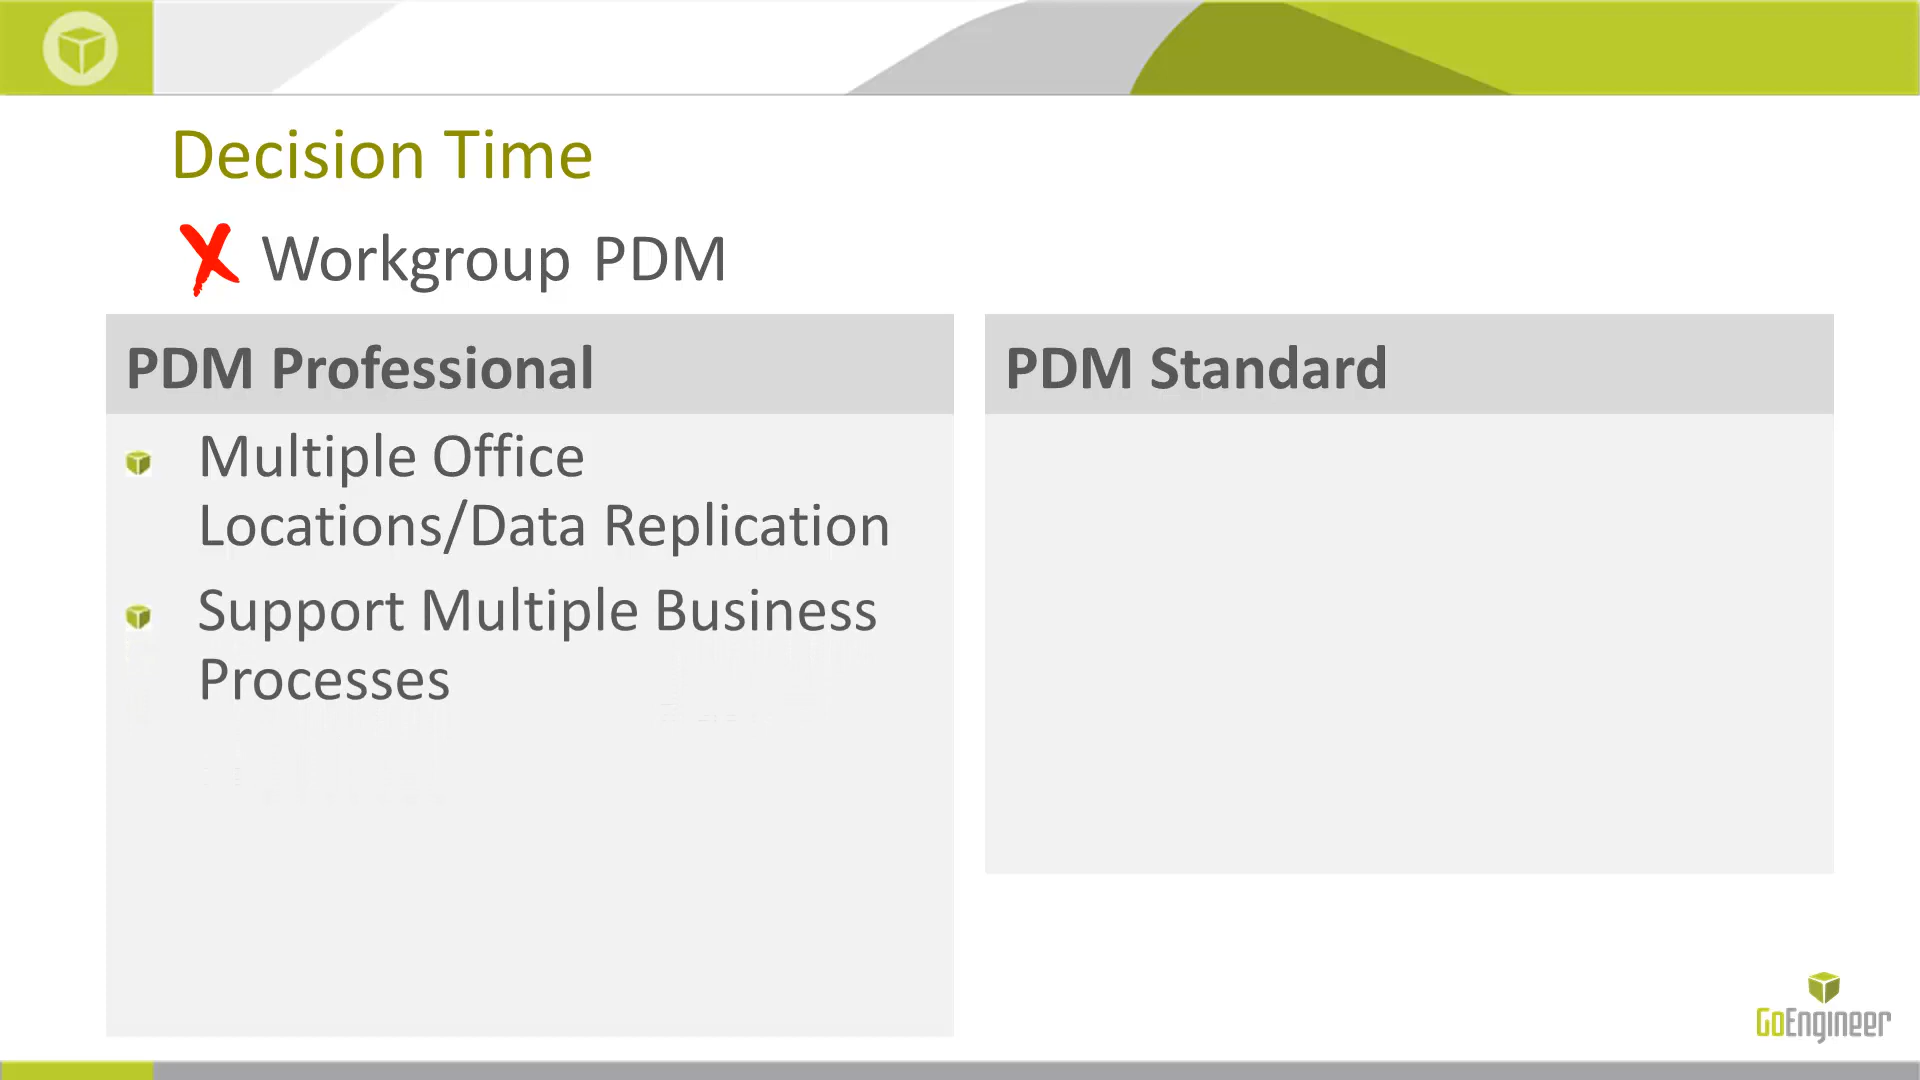 Decision Time
Workgroup PDM
PDM Professional
Multiple Office
Locations/Data Replication
Support Multiple Business
Processes
PDM Standard
GoEngineer